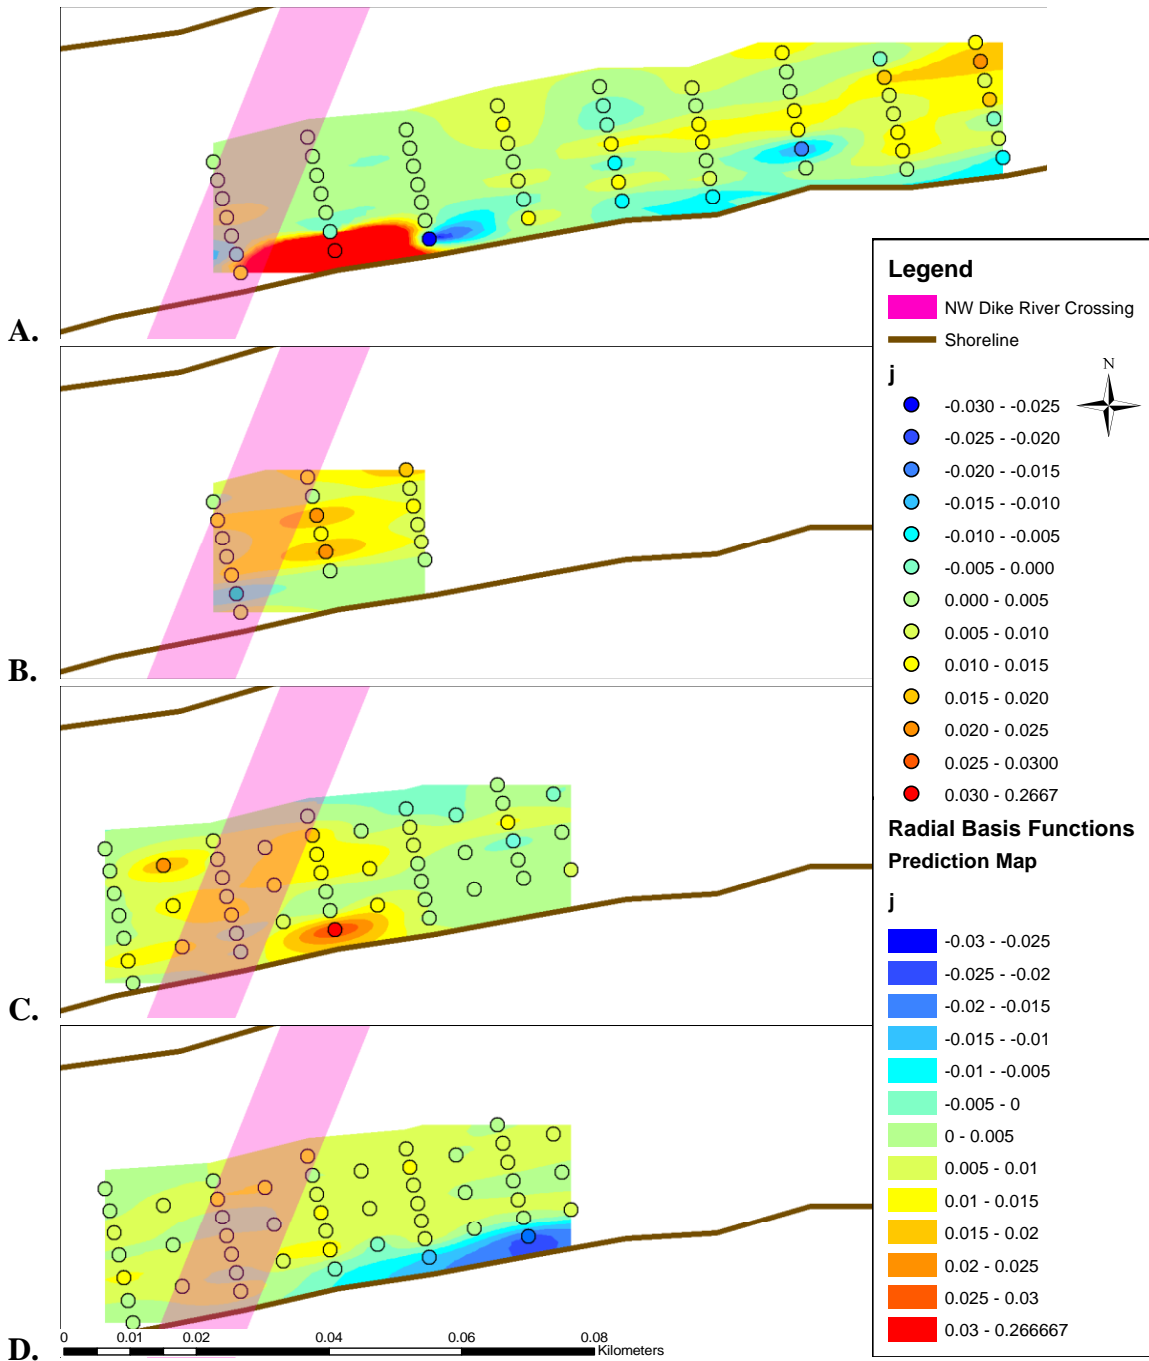 A.
B.
C.
D.
0 0.01 0.02 0.04 0.06 0.08
Kilometers
Legend
NW Dike River Crossing
Shoreline
j
N
-0.030 - -0.025
-0.025 - -0.020
-0.020 - -0.015
-0.015 - -0.010
-0.010 - -0.005
-0.005 - 0.000
0.000 - 0.005
0.005 - 0.010
0.010 - 0.015
0.015 - 0.020
0.020 - 0.025
0.025 - 0.0300
0.030 - 0.2667
Radial Basis Functions
Prediction Map
j
-0.03 - -0.025
-0.025 - -0.02
-0.02 - -0.015
-0.015 - -0.01
-0.01 - -0.005
-0.005 - 0
0 - 0.005
0.005 - 0.01
0.01 - 0.015
0.015 - 0.02
0.02 - 0.025
0.025 - 0.03
0.03 - 0.266667